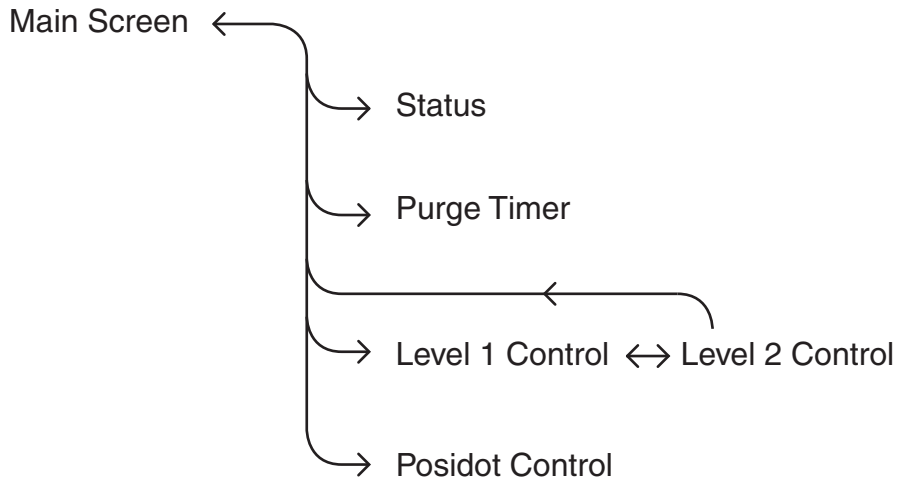 Main Screen
Status
Purge Timer
Level 1 Control Level 2 Control
Posidot Control